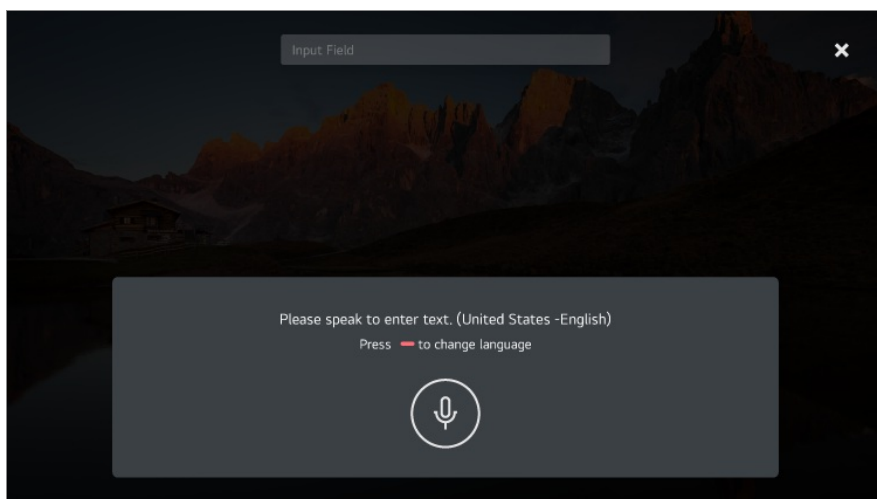 Input Field
Please speak to enter text. (United States -English)
Press to change language